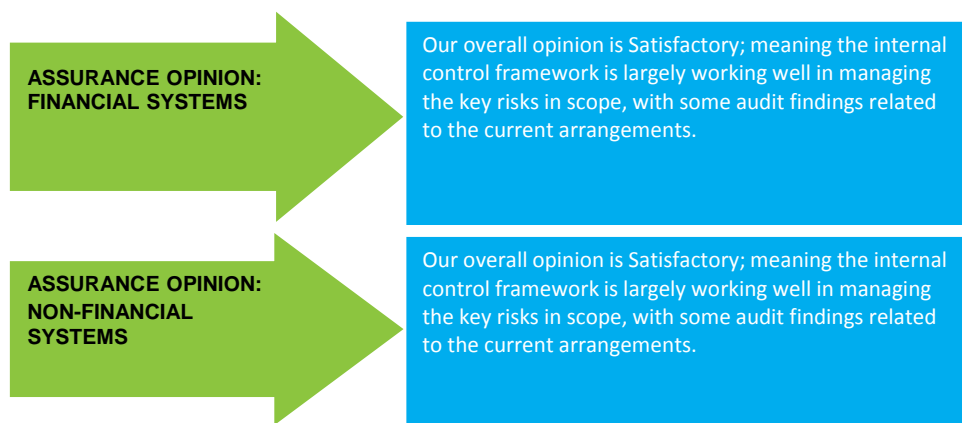 ASSURANCE OPINION:
FINANCIAL SYSTEMS
Our overall opinion is Satisfactory; meaning the internal
control framework is largely working well in managing
the key risks in scope, with some audit findings related
to the current arrangements.
ASSURANCE OPINION:
NON-FINANCIAL
SYSTEMS
Our overall opinion is Satisfactory; meaning the internal
control framework is largely working well in managing
the key risks in scope, with some audit findings related
to the current arrangements.